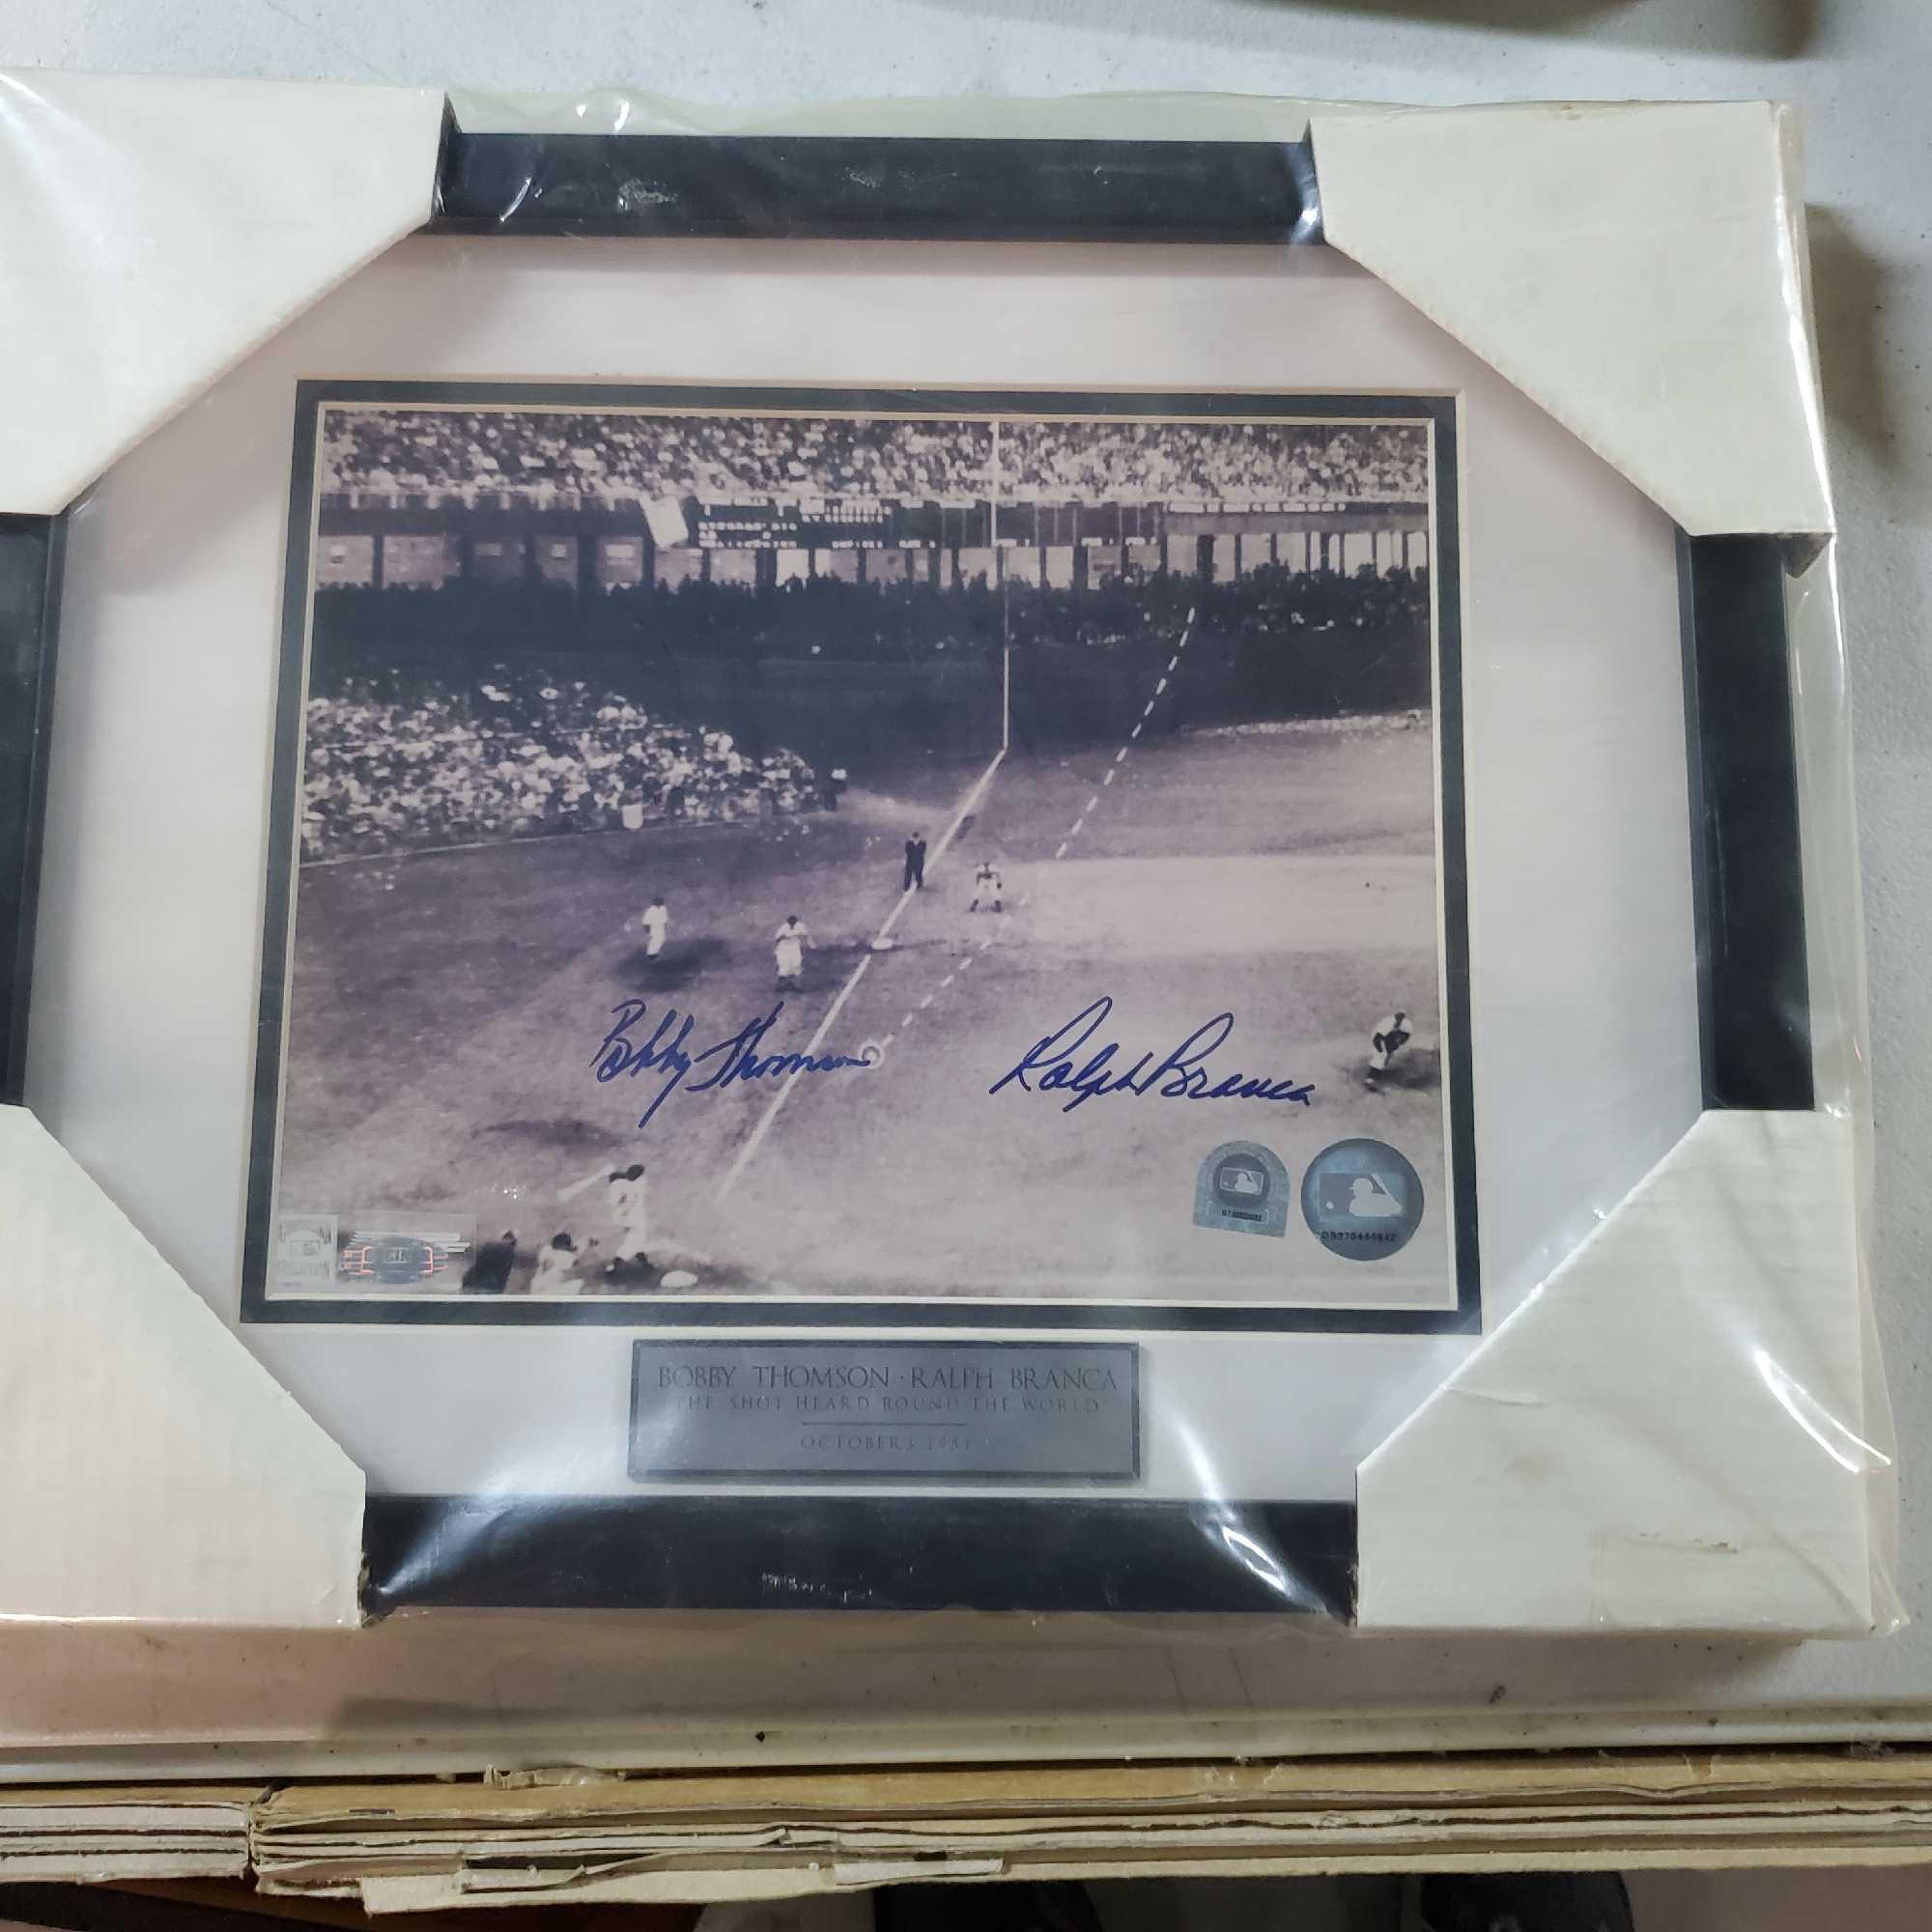 Bobby Thomson
Ralph Branca
BOBBY THOMSON · RALPH BRANCA
THE 'SHOT HEARD ROUND THE WORLD'
OCTOBER 3, 1951